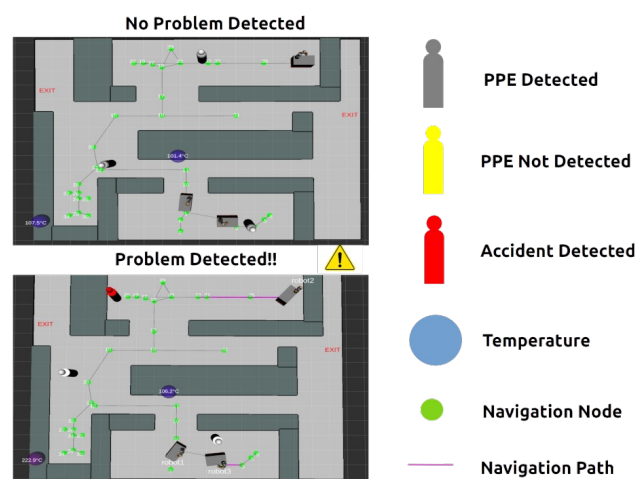 No Problem Detected
EXIT
EXIT
101.4°C
107.5°C
Problem Detected!!
robot2
EXIT
EXIT
106.2°C
222.9°C
robot1
robot3
PPE Detected
PPE Not Detected
Accident Detected
Temperature
Navigation Node
Navigation Path